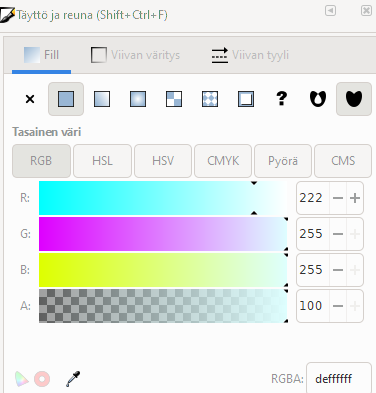 Täyttö ja reuna (Shift+Ctrl+F)
Fill Viivan väritys Viivan tyyli
?
Tasainen väri
RGB HSL HSV CMYK Pyörä CMS
R: 222 − +
G: 255 − +
B: 255 − +
A: 100 − +
RGBA: deffffff